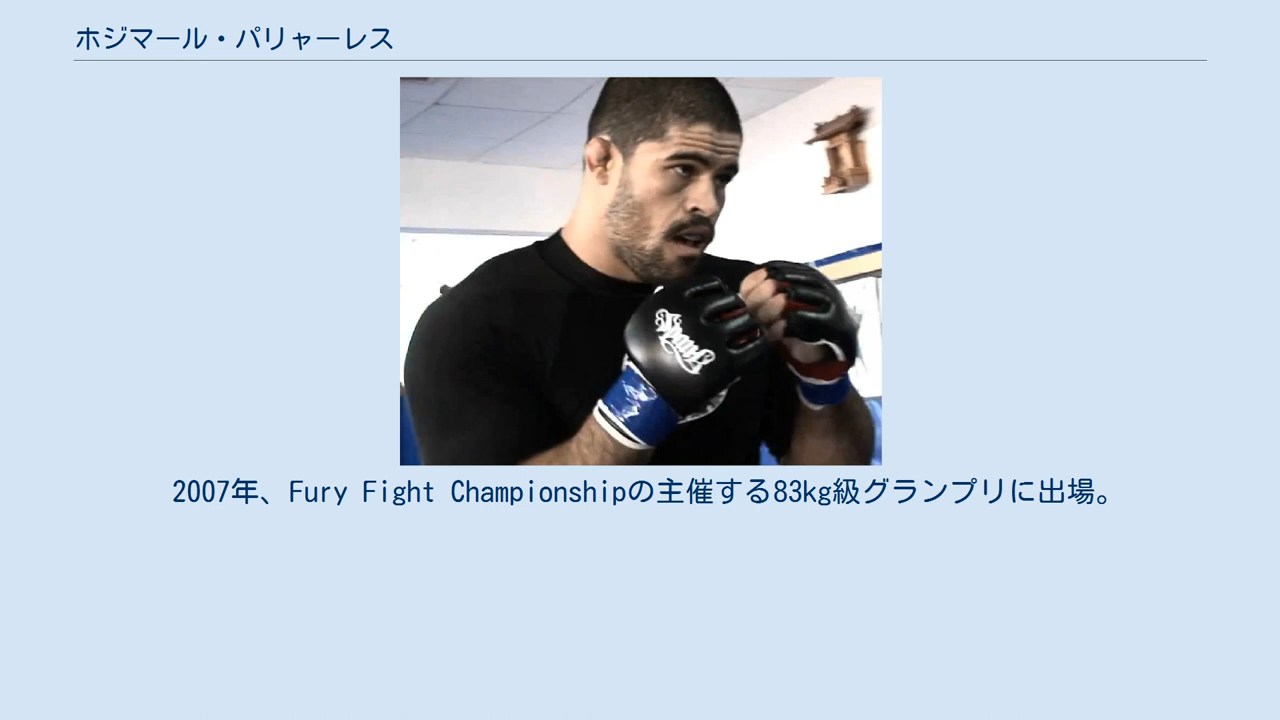 ホジマール・パリャーレス
2007年、Fury Fight Championshipの主催する83kg級グランプリに出場。